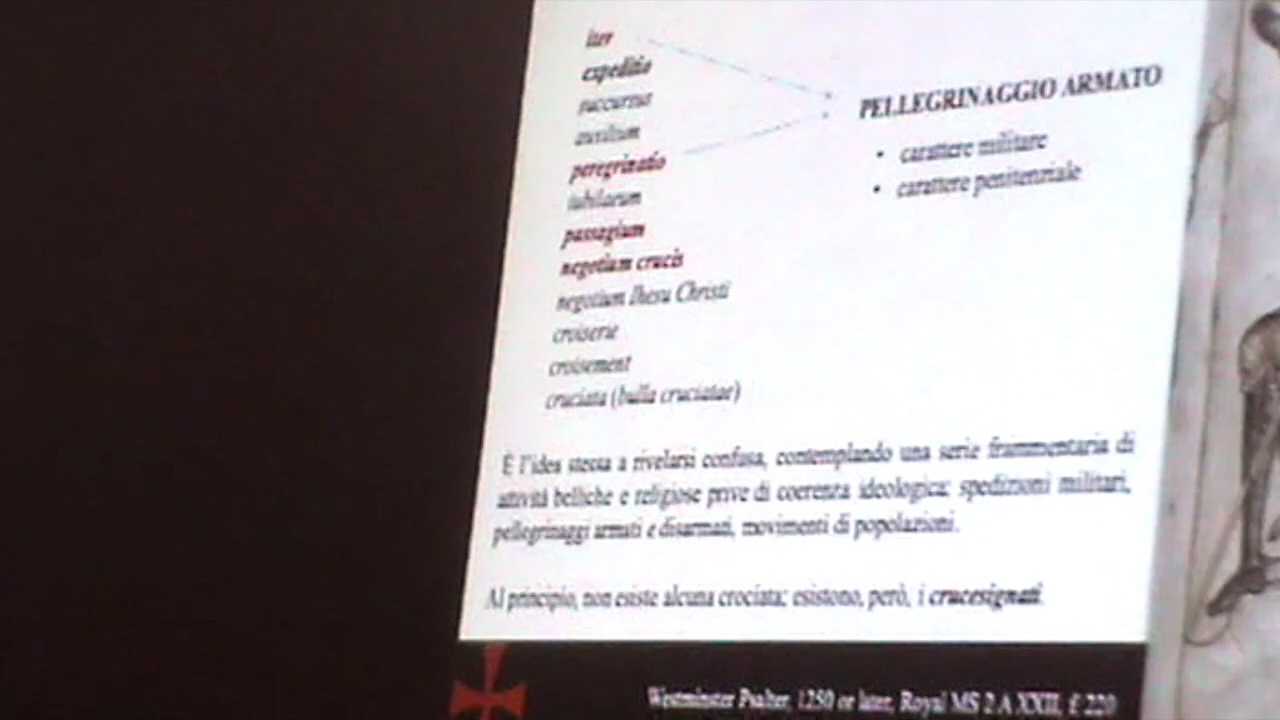 iter
expeditio
succursus
auxilium
PELLEGRINAGGIO ARMATO
• carattere militare
• carattere penitenziale
peregrinatio
iubilaeum
passagium
negotium crucis
negotium Jhesu Christi
croiserie
croisement
cruciata (bulla cruciatae)
È l'idea stessa a rivelarsi confusa, contemplando una serie frammentaria di
attività belliche e religiose prive di coerenza ideologica: spedizioni militari,
pellegrinaggi armati e disarmati, movimenti di popolazioni.
Al principio, non esiste alcuna crociata; esistono, però, i crucesignati.
Westminster Psalter, 1250 or later, Royal MS 2 A XXII, f. 220